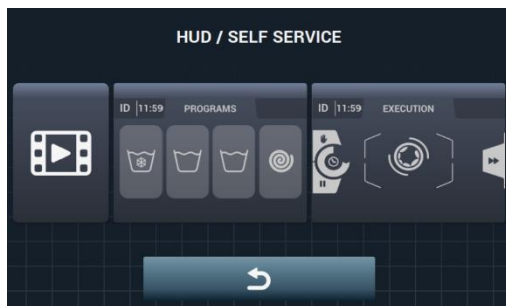 HUD / SELF SERVICE
ID 11:59 PROGRAMS
ID 11:59 EXECUTION